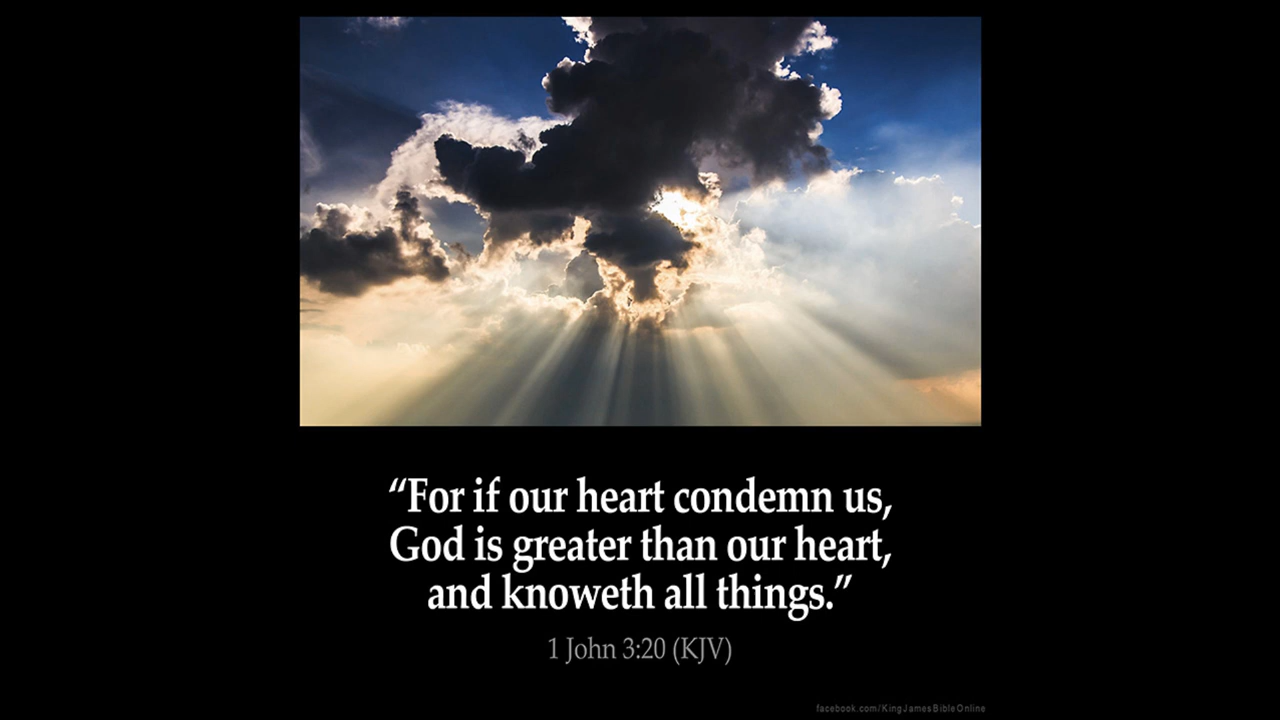 “For if our heart condemn us,
God is greater than our heart,
and knoweth all things.”
1 John 3:20 (KJV)
facebook.com/KingJamesBibleOnline